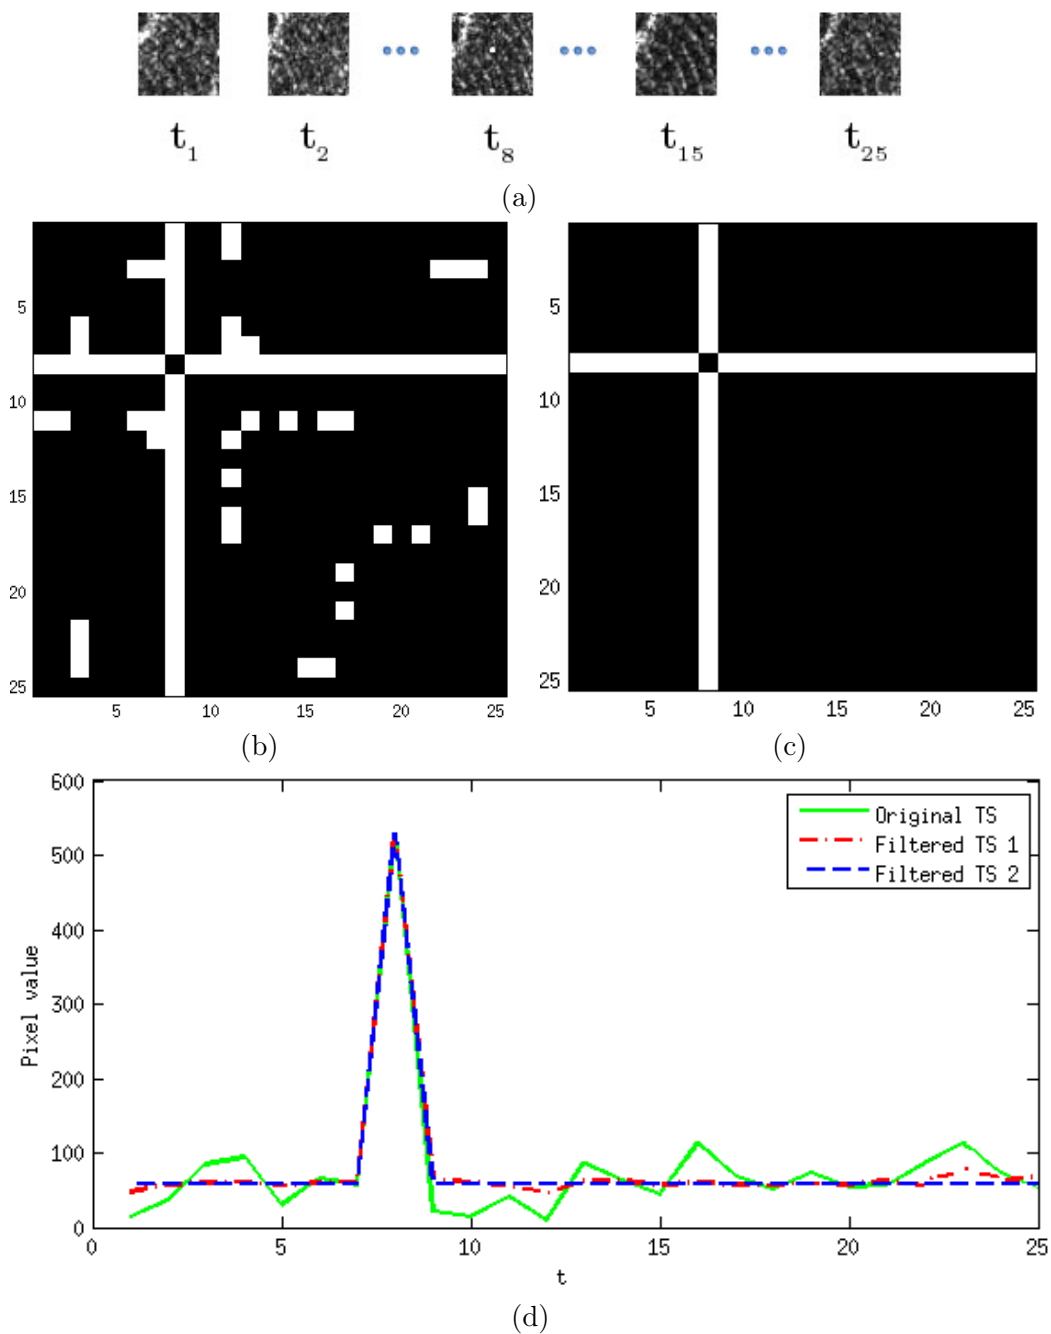 t1 t2 t8 t15 t25
(a)
5
10
15
20
25
5 10 15 20 25
5
10
15
20
25
5 10 15 20 25
(b) (c)
600
500
400
300
200
100
0
Pixel value
Original TS
Filtered TS 1
Filtered TS 2
0 5 10 15 20 25
t
(d)